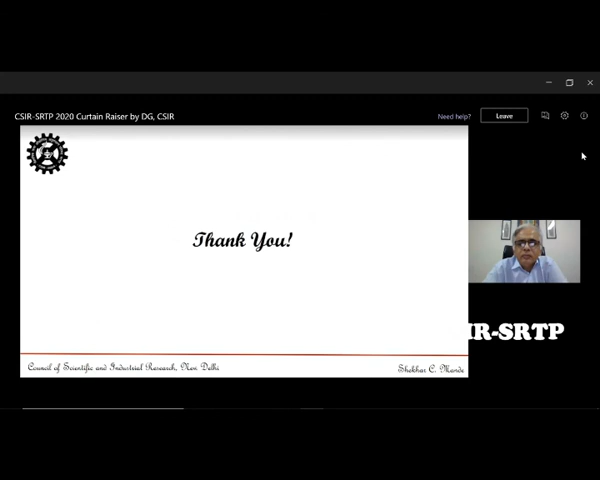 CSIR-SRTP 2020 Curtain Raiser by DG, CSIR
Need help?
Leave
Thank You!
IR-SRTP
Council of Scientific and Industrial Research, New Delhi
Shekhar C. Mande